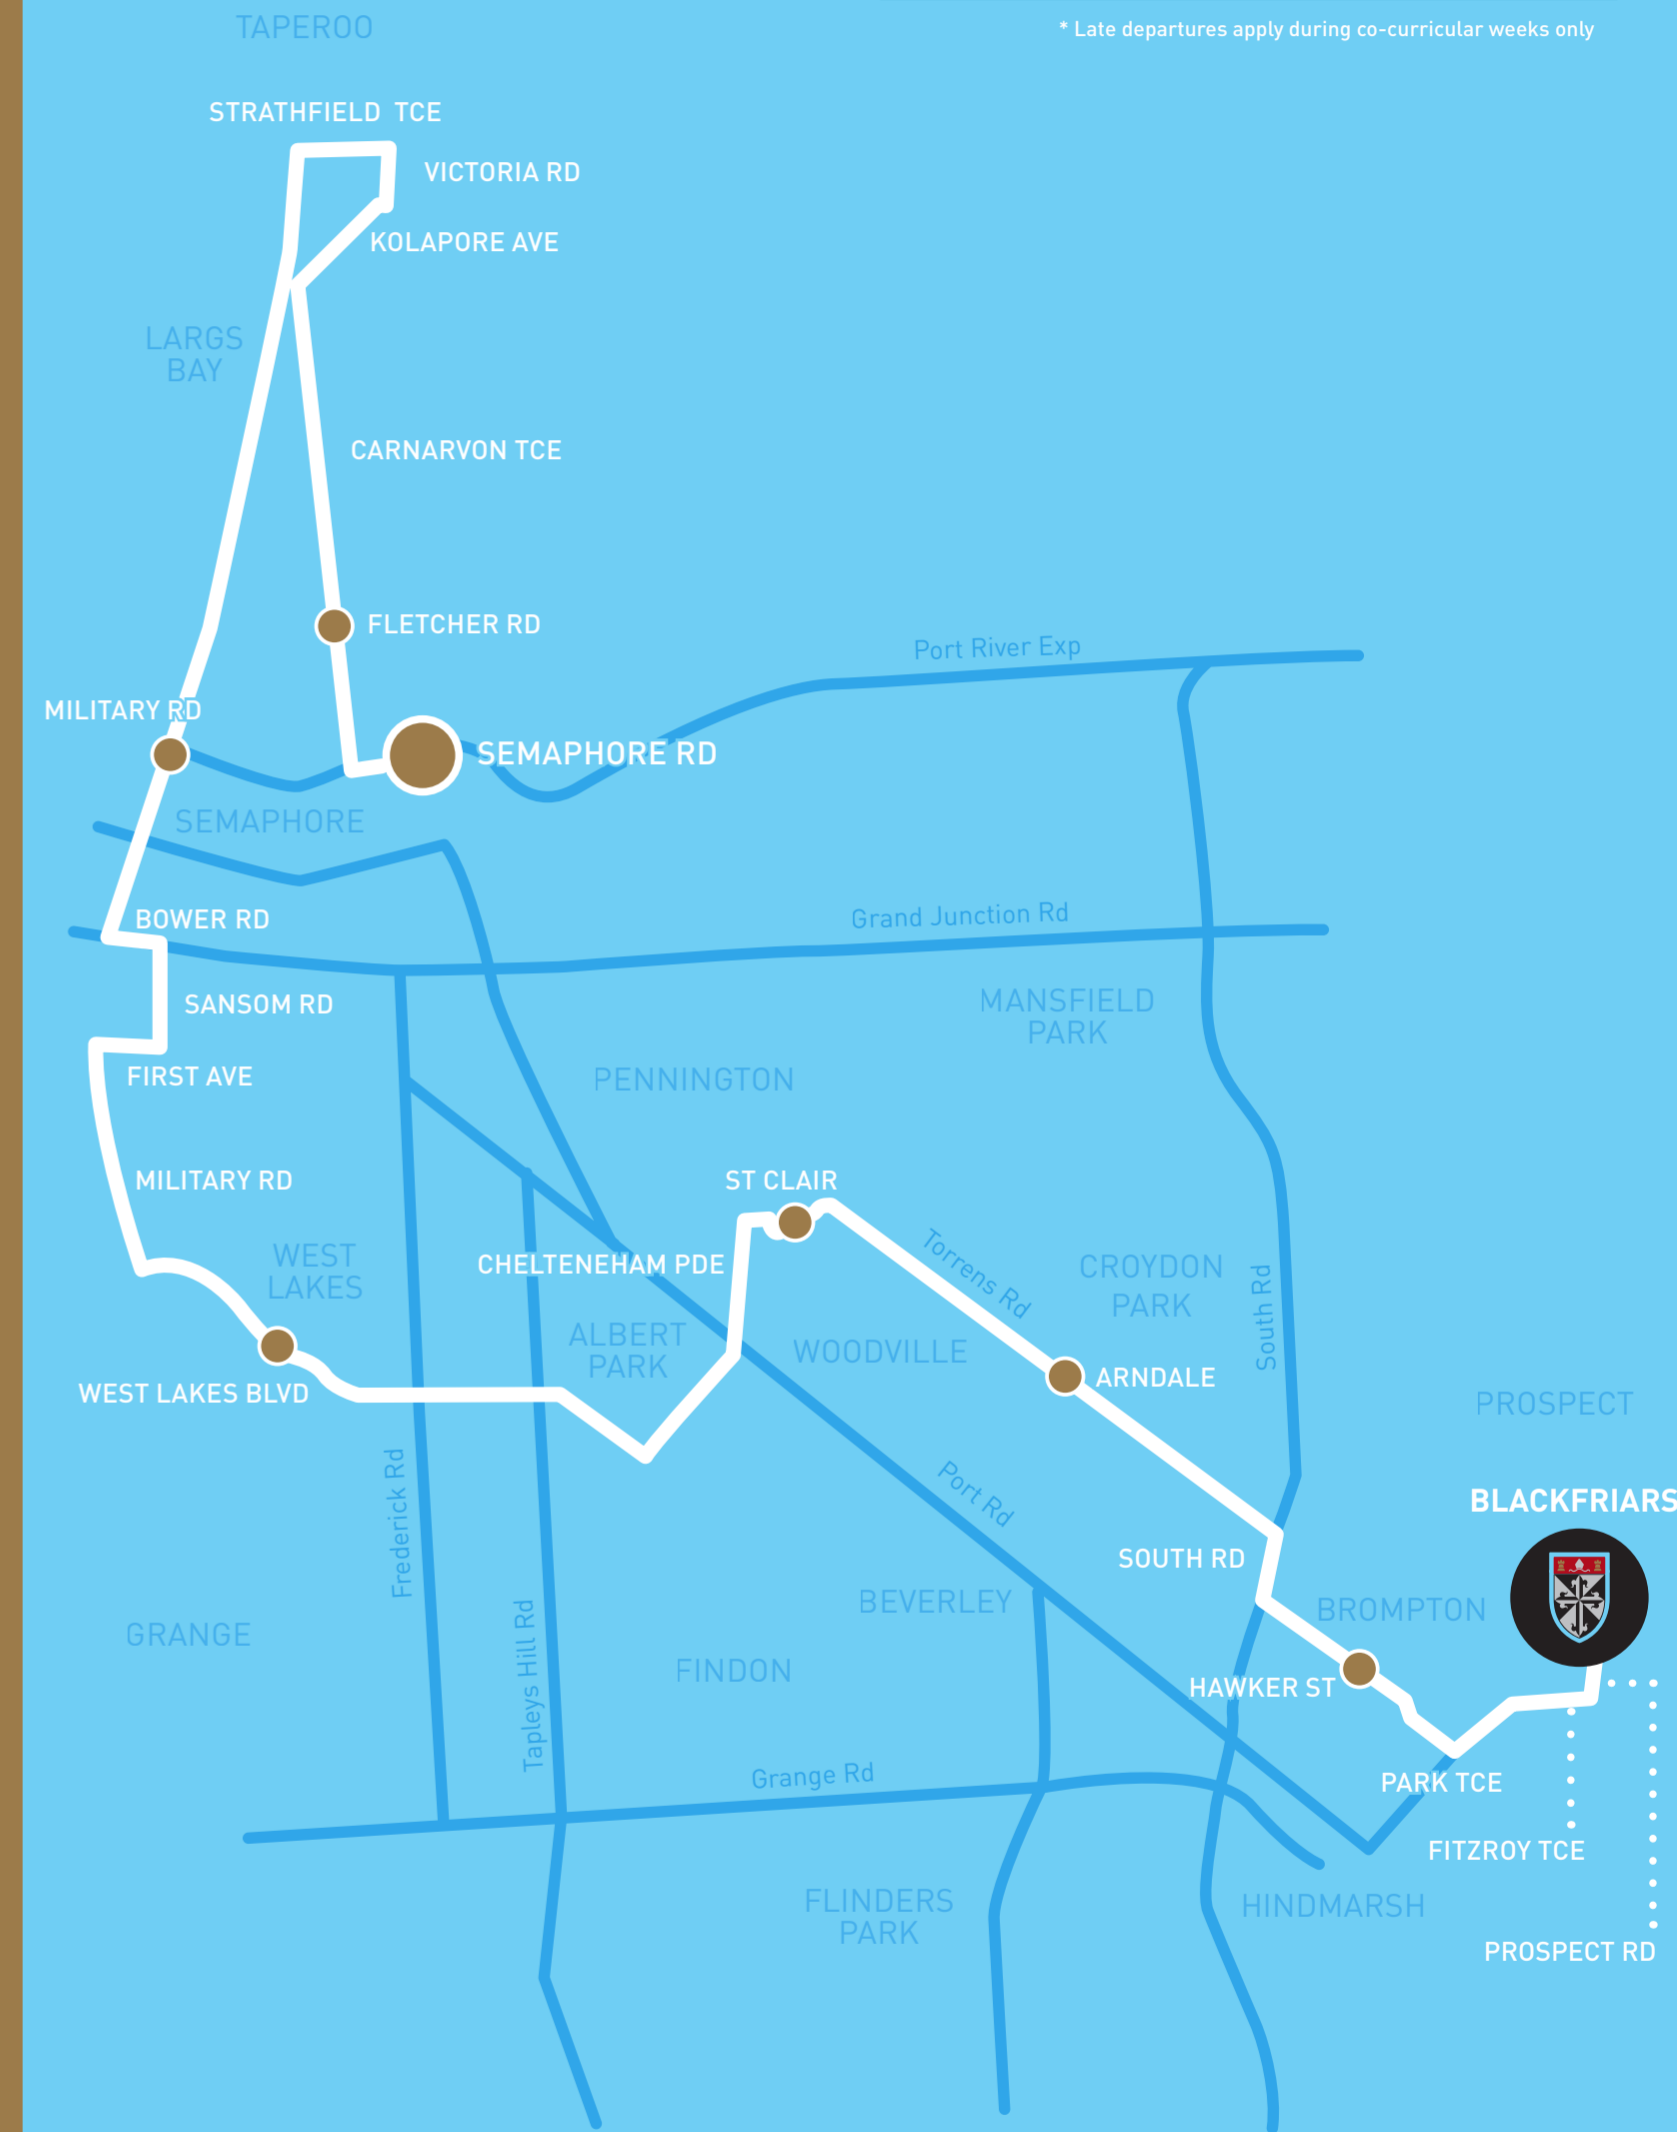 TAPEROO
* Late departures apply during co-curricular weeks only
STRATHFIELD TCE
VICTORIA RD
KOLAPORE AVE
LARGS
BAY
CARNARVON TCE
FLETCHER RD
Port River Exp
MILITARY RD
SEMAPHORE RD
SEMAPHORE
BOWER RD
Grand Junction Rd
SANSOM RD
MANSFIELD
PARK
FIRST AVE
PENNINGTON
MILITARY RD
ST CLAIR
WEST
LAKES
CHELTENEHAM PDE
Torrens Rd
CROYDON
PARK
South Rd
ALBERT
PARK
WOODVILLE
WEST LAKES BLVD
ARNDALE
PROSPECT
Frederick Rd
Port Rd
BLACKFRIARS
SOUTH RD
BEVERLEY
BROMPTON
GRANGE
Tapleys Hill Rd
FINDON
HAWKER ST
Grange Rd
PARK TCE
FITZROY TCE
FLINDERS
PARK
HINDMARSH
PROSPECT RD